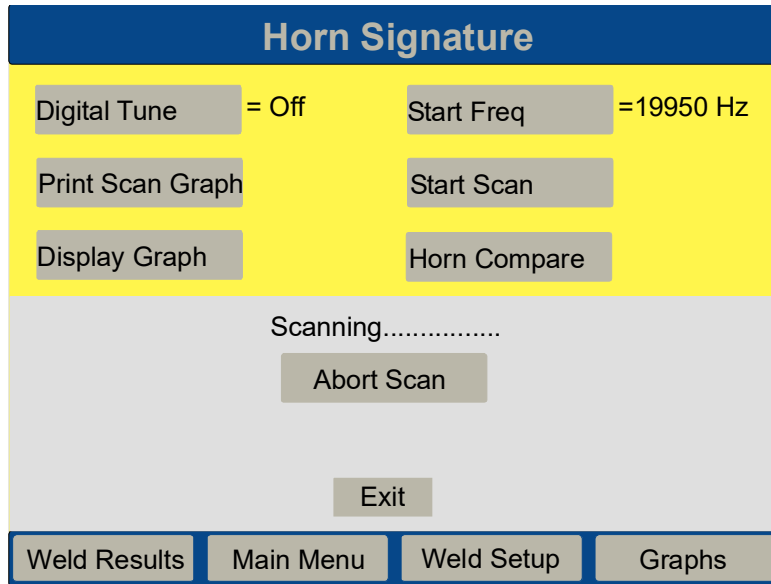 Horn Signature
Digital Tune = Off
Start Freq =19950 Hz
Print Scan Graph
Start Scan
Display Graph
Horn Compare
Scanning................
Abort Scan
Exit
Weld Results
Main Menu
Weld Setup
Graphs